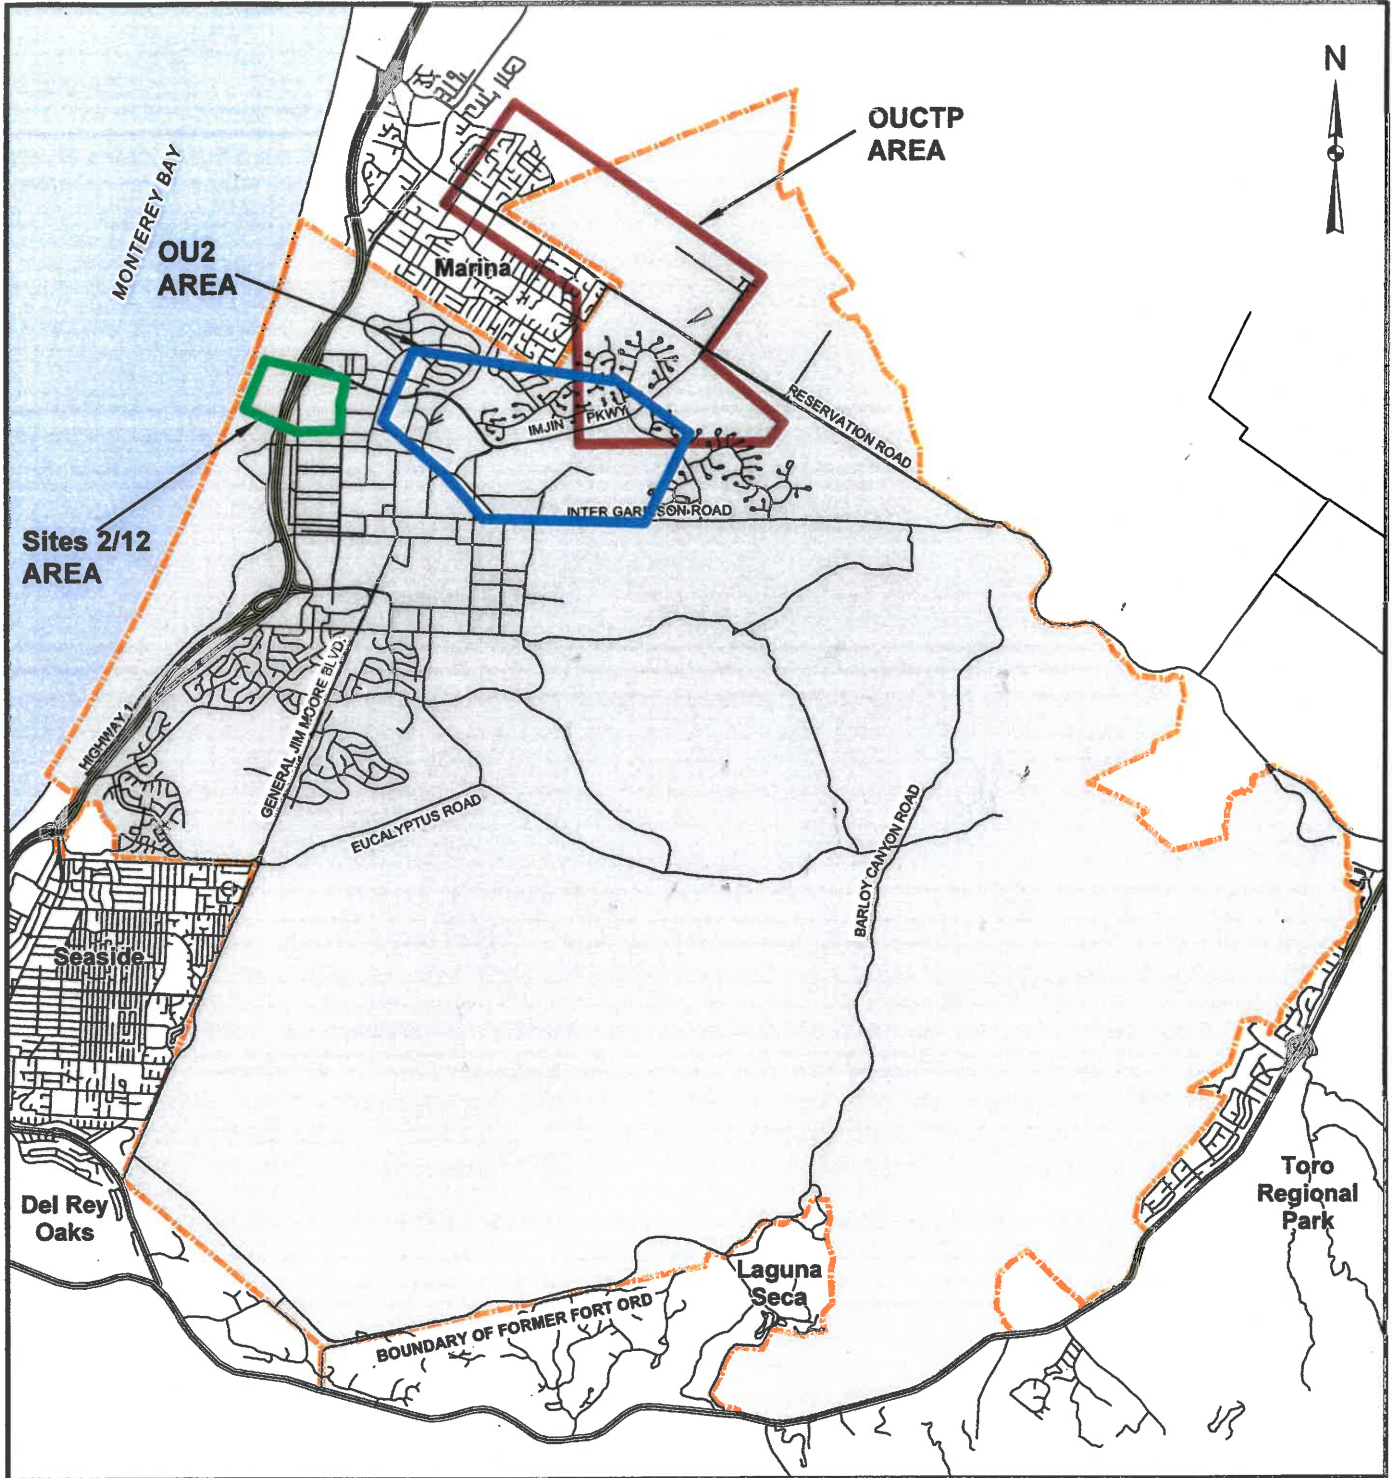 N
OUCTP
AREA
MONTEREY BAY
OU2
AREA
Marina
RESERVATION ROAD
IMJIN PKWY
INTER GARRISON ROAD
Sites 2/12
AREA
HIGHWAY 1
GENERAL JIM MOORE BLVD.
EUCALYPTUS ROAD
BARLOY CANYON ROAD
Seaside
Toro
Regional
Park
Del Rey
Oaks
Laguna
Seca
BOUNDARY OF FORMER FORT ORD